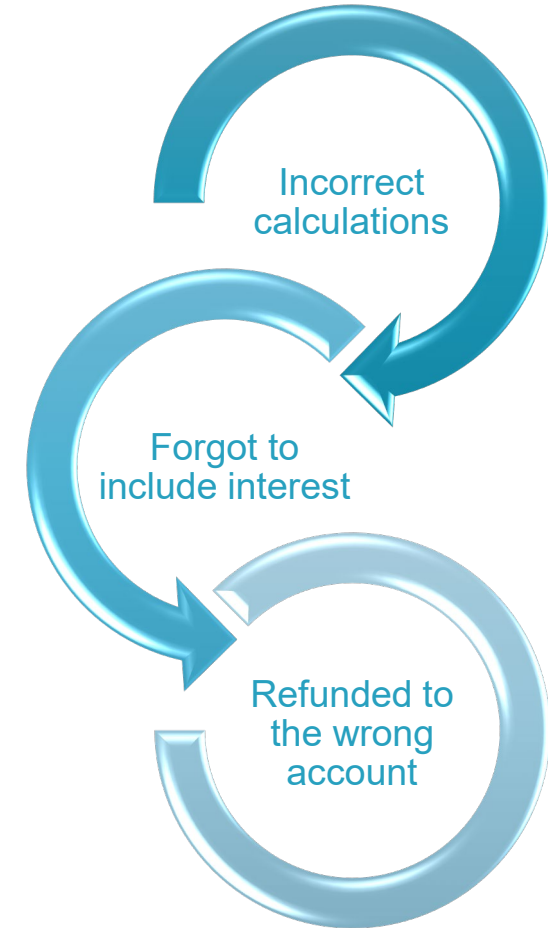 Incorrect
calculations
Forgot to
include interest
Refunded to
the wrong
account